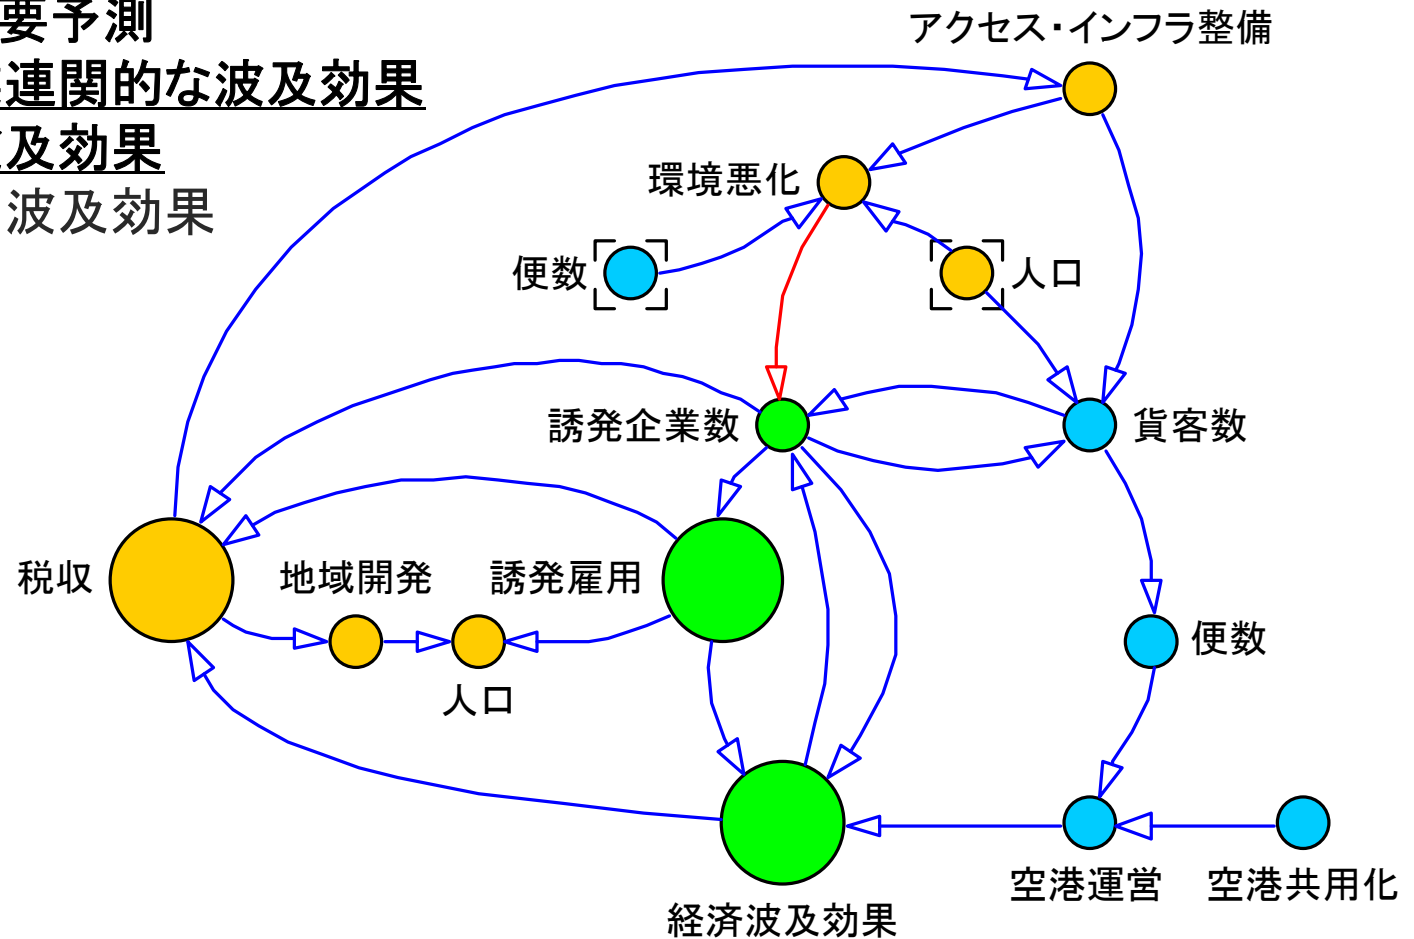 要予測
連関的な波及効果
及効果
波及効果
アクセス・インフラ整備
環境悪化
便数
人口
誘発企業数
貨客数
税収
地域開発
誘発雇用
人口
便数
空港運営
空港共用化
経済波及効果